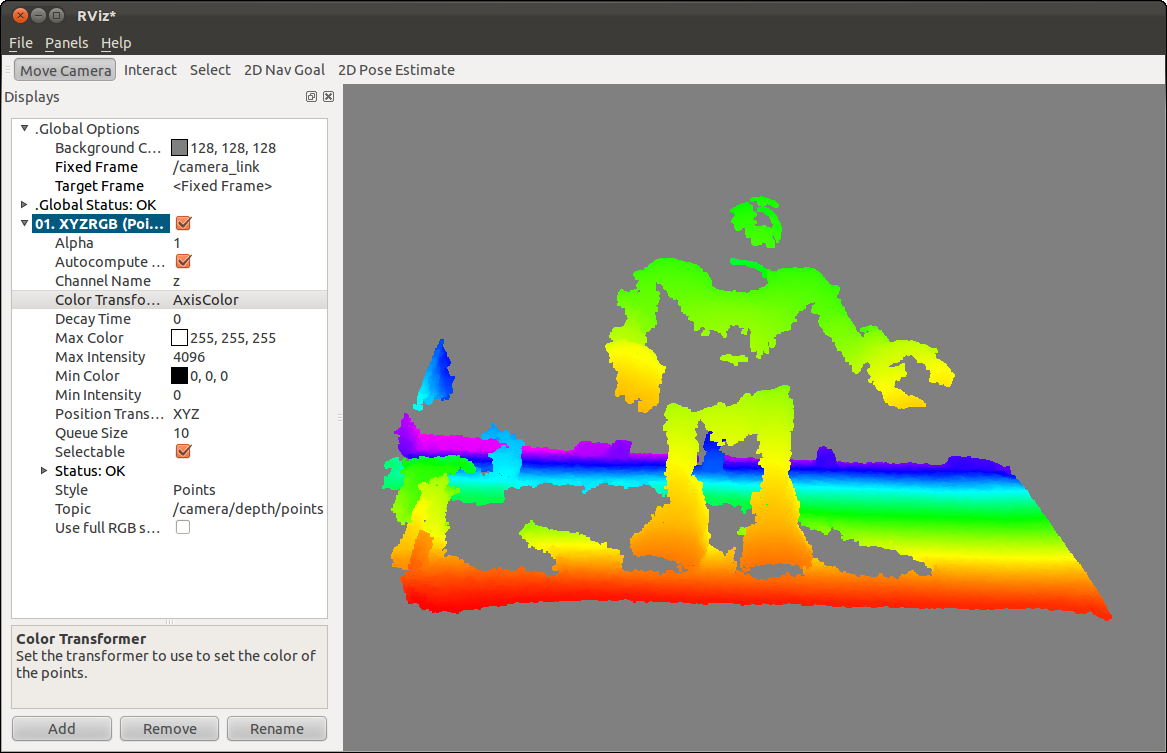 RViz*
File Panels Help
Move Camera Interact Select 2D Nav Goal 2D Pose Estimate
Displays
.Global Options
Background C... 128, 128, 128
Fixed Frame /camera_link
Target Frame <Fixed Frame>
.Global Status: OK
01. XYZRGB (Poi...
Alpha 1
Autocompute ...
Channel Name z
Color Transfo... AxisColor
Decay Time 0
Max Color 255, 255, 255
Max Intensity 4096
Min Color 0, 0, 0
Min Intensity 0
Position Trans... XYZ
Queue Size 10
Selectable
Status: OK
Style Points
Topic /camera/depth/points
Use full RGB s...
Color Transformer
Set the transformer to use to set the color of
the points.
Add Remove Rename